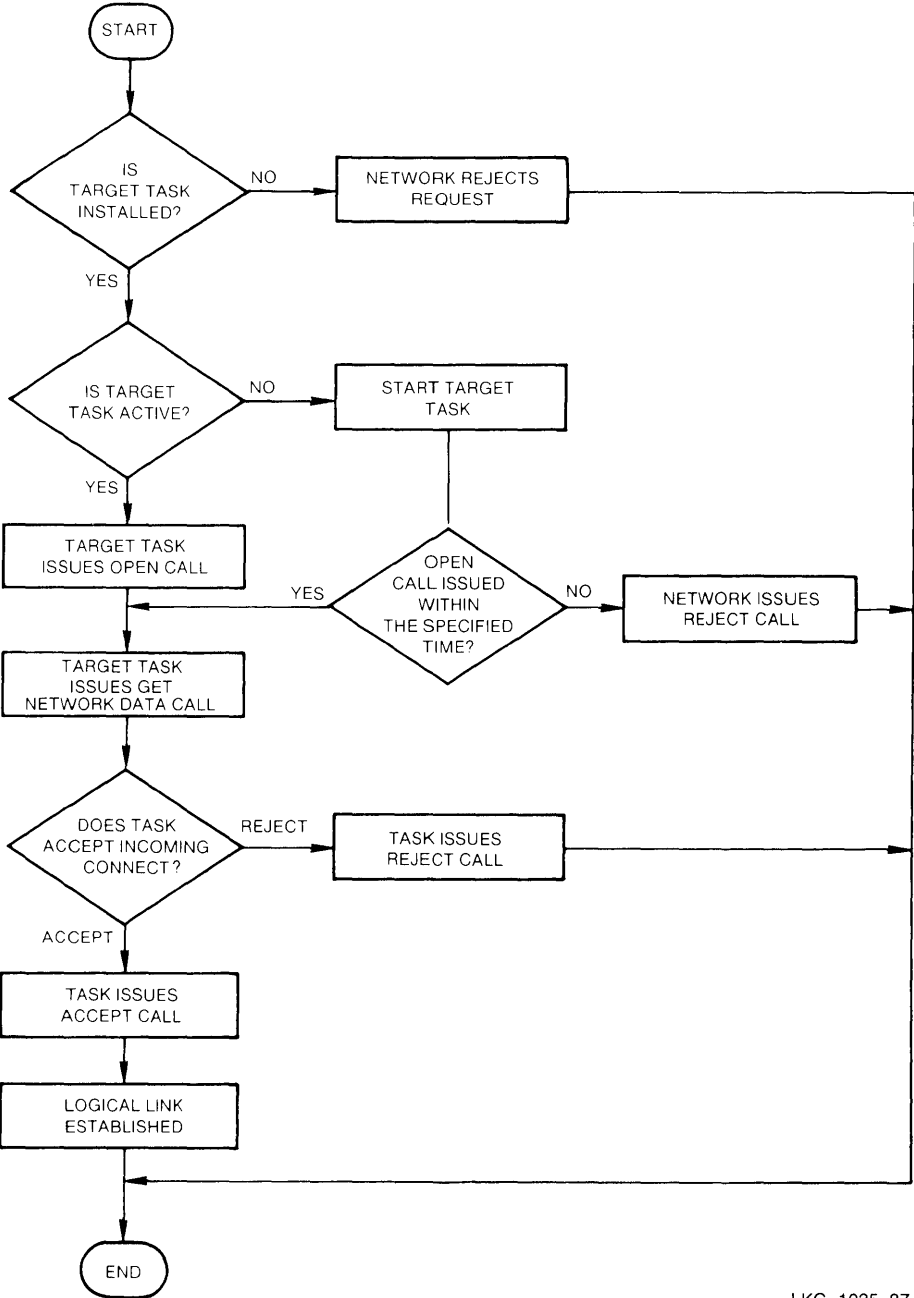 START
IS
TARGET TASK
INSTALLED?
NO
NETWORK REJECTS
REQUEST
YES
IS TARGET
TASK ACTIVE?
NO
START TARGET
TASK
YES
TARGET TASK
ISSUES OPEN CALL
OPEN
CALL ISSUED
WITHIN
THE SPECIFIED
TIME?
YES
NO
NETWORK ISSUES
REJECT CALL
TARGET TASK
ISSUES GET
NETWORK DATA CALL
DOES TASK
ACCEPT INCOMING
CONNECT?
REJECT
TASK ISSUES
REJECT CALL
ACCEPT
TASK ISSUES
ACCEPT CALL
LOGICAL LINK
ESTABLISHED
END